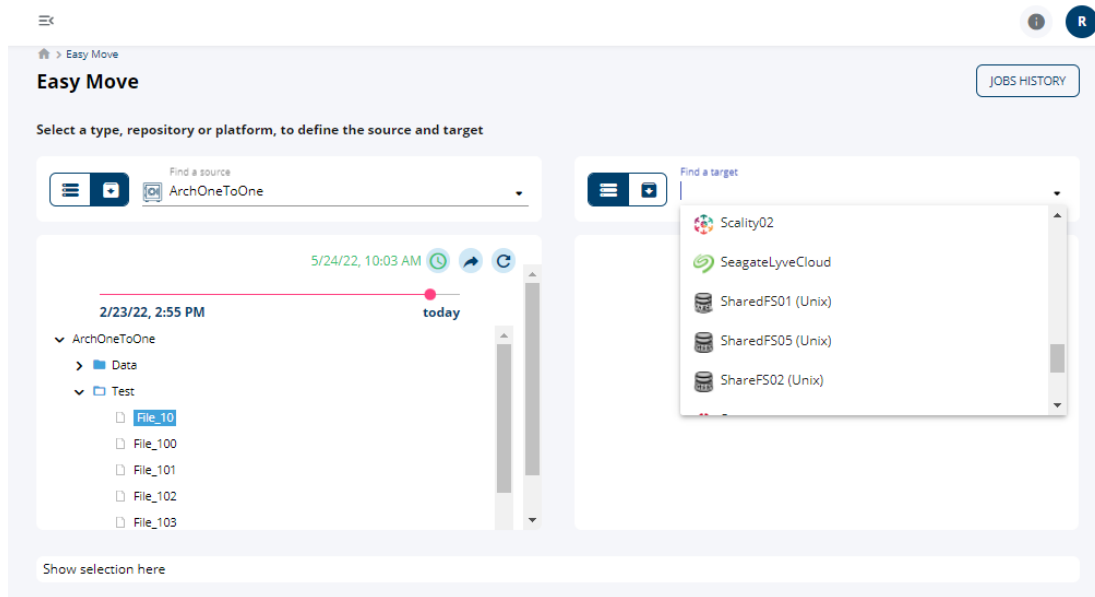 i
R
> Easy Move
Easy Move
JOBS HISTORY
Select a type, repository or platform, to define the source and target
Find a source
ArchOneToOne
Find a target
Scality02
SeagateLyveCloud
SharedFS01 (Unix)
SharedFS05 (Unix)
ShareFS02 (Unix)
5/24/22, 10:03 AM
2/23/22, 2:55 PM
today
ArchOneToOne
Data
Test
File_10
File_100
File_101
File_102
File_103
Show selection here